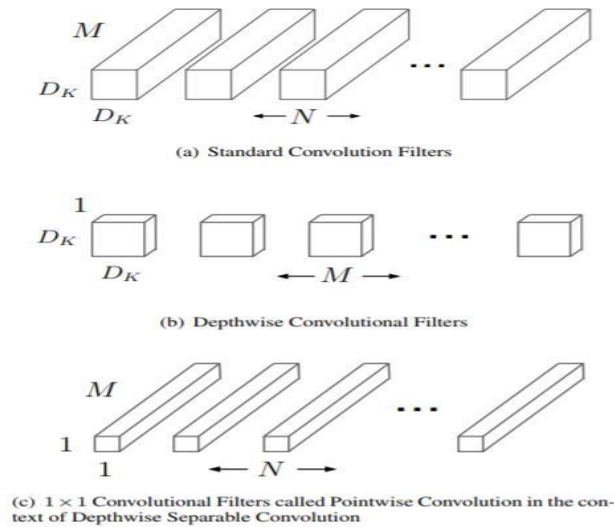 M
D_K
D_K
N
(a) Standard Convolution Filters
1
D_K
D_K
M
(b) Depthwise Convolutional Filters
M
1
1
N
(c) 1 × 1 Convolutional Filters called Pointwise Convolution in the con-
text of Depthwise Separable Convolution